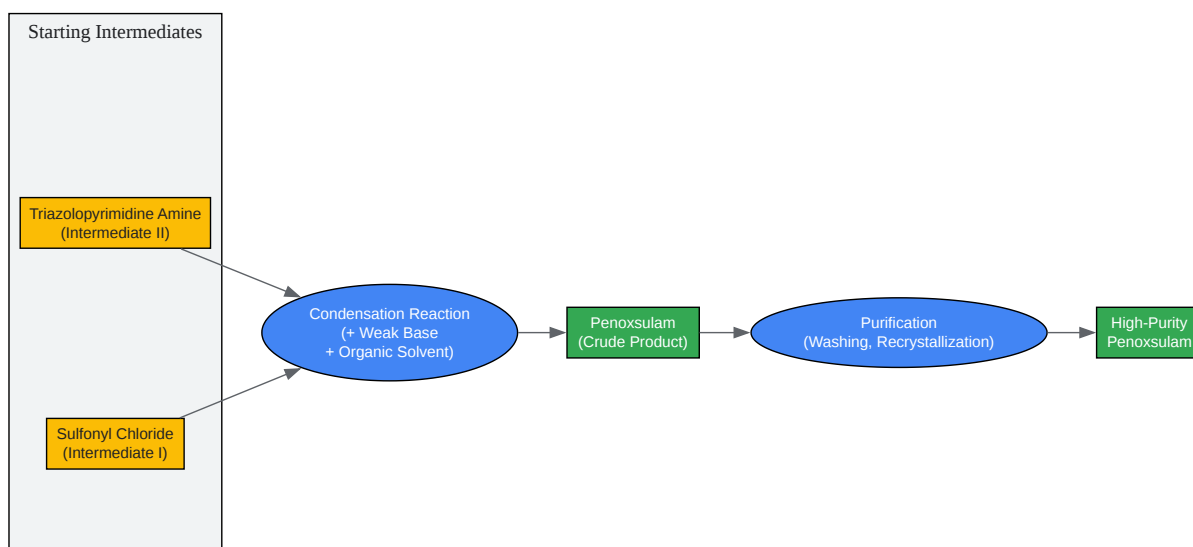 Starting Intermediates
Triazolopyrimidine Amine
(Intermediate II)
Sulfonyl Chloride
(Intermediate I)
Condensation Reaction
(+ Weak Base
+ Organic Solvent)
Penoxsulam
(Crude Product)
Purification
(Washing, Recrystallization)
High-Purity
Penoxsulam